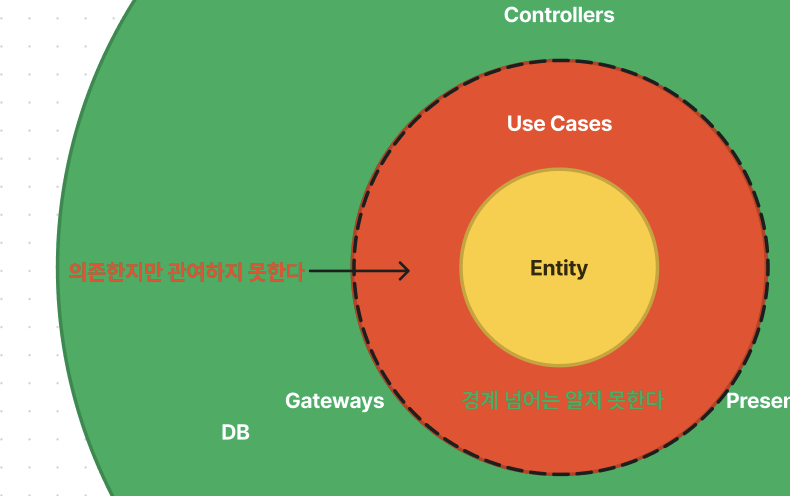 Controllers
Use Cases
Entity
의존한지만 관여하지 못한다
Gateways
경계 넘어는 알지 못한다
Presen
DB